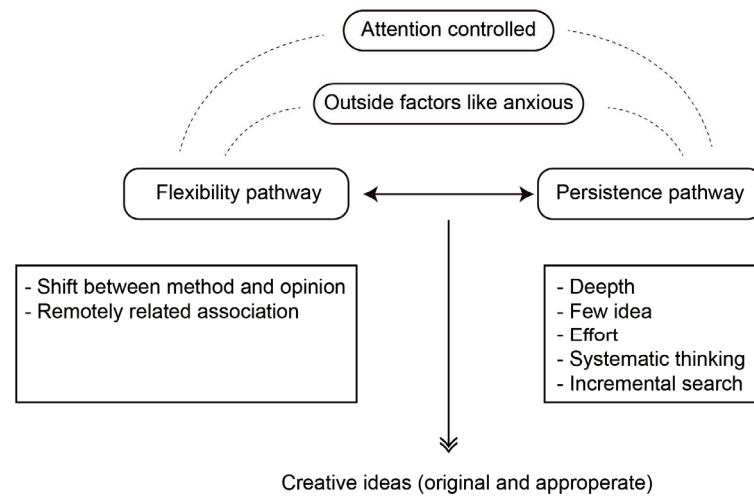 Attention controlled
Outside factors like anxious
Flexibility pathway
Persistence pathway
- Shift between method and opinion
- Remotely related association
- Deepth
- Few idea
- Effort
- Systematic thinking
- Incremental search
Creative ideas (original and approperate)